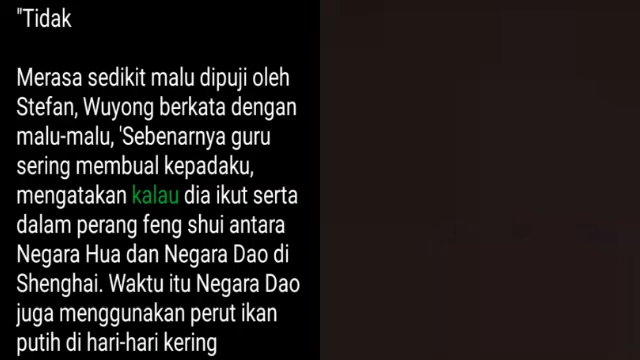 "Tidak
Merasa sedikit malu dipuji oleh
Stefan, Wuyong berkata dengan
malu-malu, 'Sebenarnya guru
sering membual kepadaku,
mengatakan kalau dia ikut serta
dalam perang feng shui antara
Negara Hua dan Negara Dao di
Shenghai. Waktu itu Negara Dao
juga menggunakan perut ikan
putih di hari-hari kering